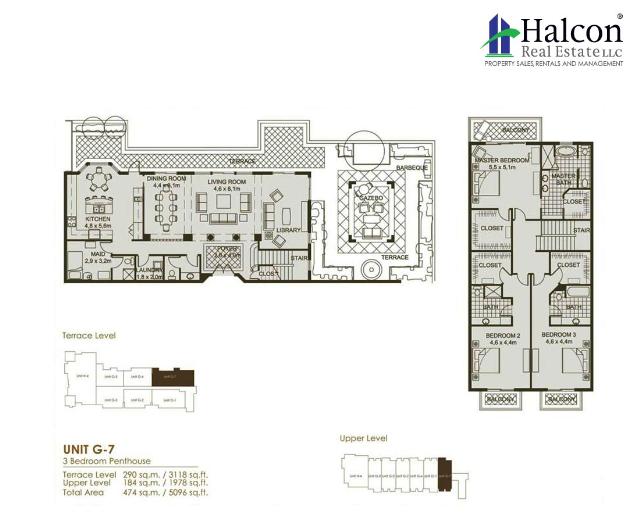 Halcon®
Real Estate LLC
PROPERTY SALES, RENTALS AND MANAGEMENT
TERRACE
BARBEQUE
DINING ROOM
4,4 x 6,1m
LIVING ROOM
4,6 x 6,1m
KITCHEN
4,8 x 5,6m
LIBRARY
GAZEBO
MAID
2,9 x 3,2m
LAUNDRY
1,8 x 2,0m
FOYER
STAIR
CLOST
TERRACE
BALCONY
MASTER BEDROOM
5,5 x 5,1m
MASTER
BATH
CLOSET
CLOSET
STAIR
CLOSET
CLOSET
BATH
BATH
BEDROOM 2
4,6 x 4,4m
BEDROOM 3
4,6 x 4,4m
BALCONY
BALCONY
Terrace Level
UNIT G-7
3 Bedroom Penthouse
Terrace Level 290 sq.m. / 3118 sq.ft.
Upper Level 184 sq.m. / 1978 sq.ft.
Total Area 474 sq.m. / 5096 sq.ft.
Upper Level